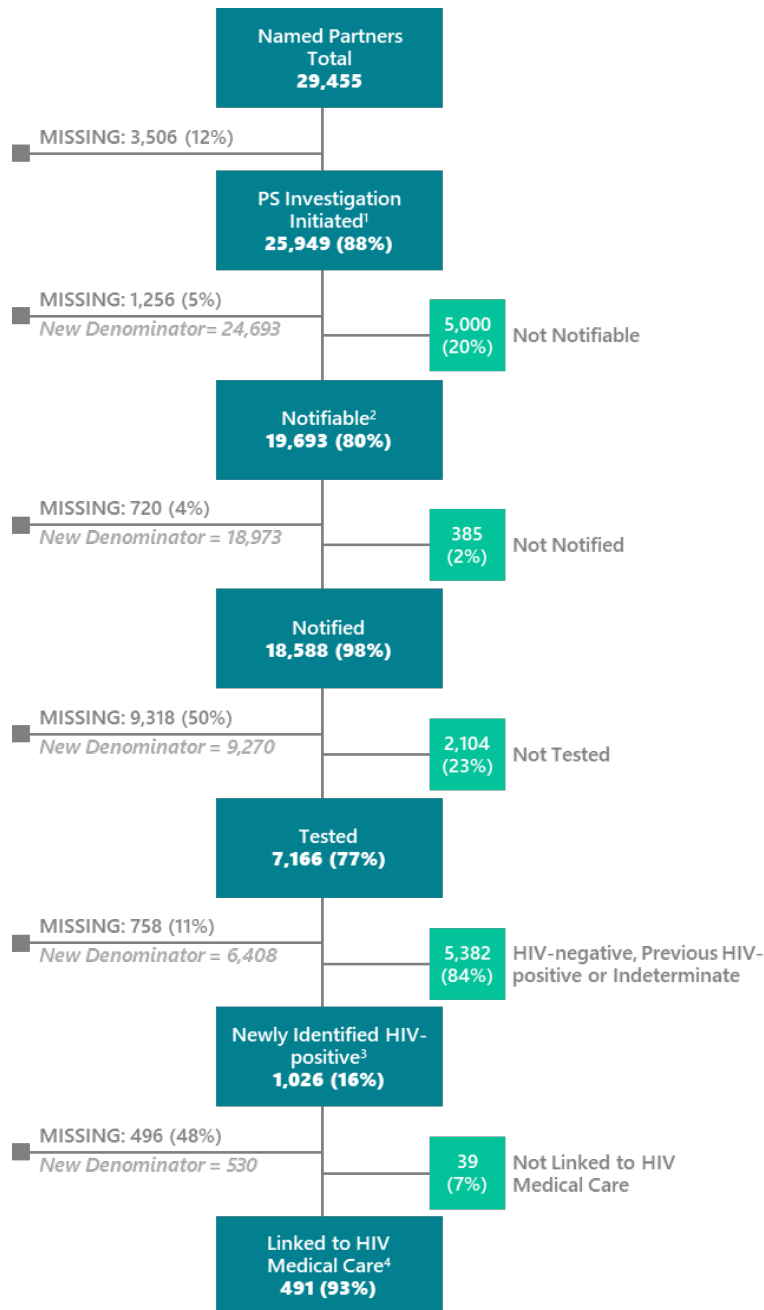 Named Partners
Total
29,455
MISSING: 3,506 (12%)
PS Investigation
Initiated¹
25,949 (88%)
MISSING: 1,256 (5%)
New Denominator= 24,693
5,000
(20%)
Not Notifiable
Notifiable²
19,693 (80%)
MISSING: 720 (4%)
New Denominator = 18,973
385
(2%)
Not Notified
Notified
18,588 (98%)
MISSING: 9,318 (50%)
New Denominator = 9,270
2,104
(23%)
Not Tested
Tested
7,166 (77%)
MISSING: 758 (11%)
New Denominator = 6,408
5,382
(84%)
HIV-negative, Previous HIV-
positive or Indeterminate
Newly Identified HIV-
positive³
1,026 (16%)
MISSING: 496 (48%)
New Denominator = 530
39
(7%)
Not Linked to HIV
Medical Care
Linked to HIV
Medical Care⁴
491 (93%)